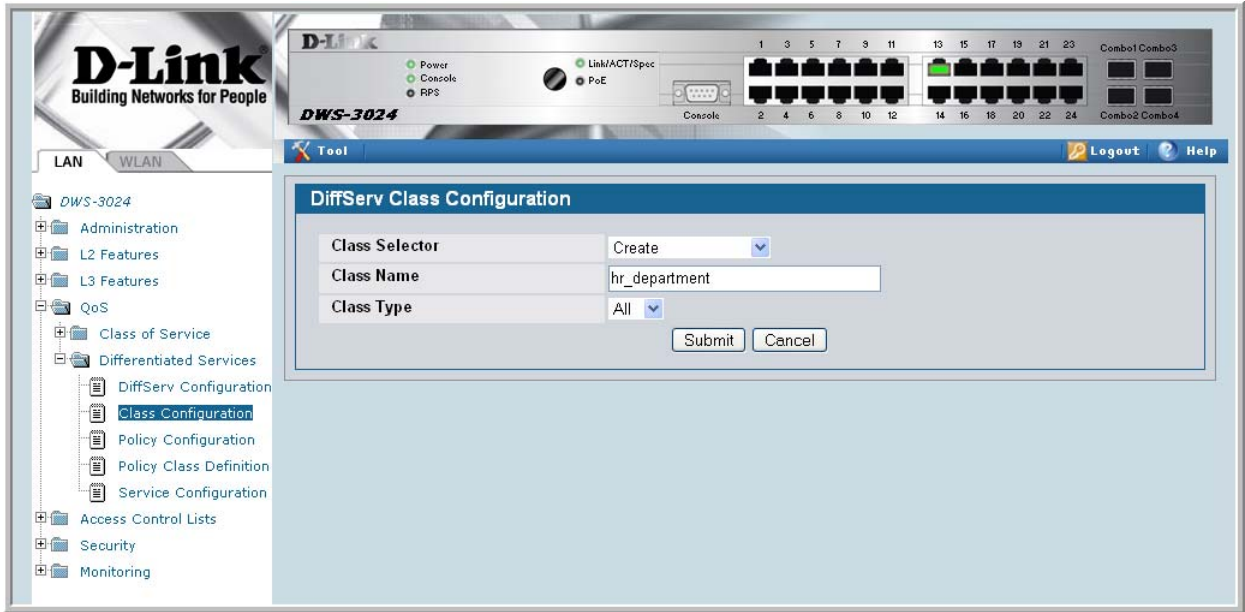 D-Link
Building Networks for People
D-Link
Power
Console
RPS
Link/ACT/Spec
PoE
DWS-3024
Console
1 3 5 7 9 11
13 15 17 19 21 23
Combo1 Combo3
2 4 6 8 10 12
14 16 18 20 22 24
Combo2 Combo4
LAN
WLAN
Tool
Logout
Help
DWS-3024
Administration
L2 Features
L3 Features
QoS
Class of Service
Differentiated Services
DiffServ Configuration
Class Configuration
Policy Configuration
Policy Class Definition
Service Configuration
Access Control Lists
Security
Monitoring
DiffServ Class Configuration
Class Selector
Create
Class Name
hr_department
Class Type
All
Submit
Cancel